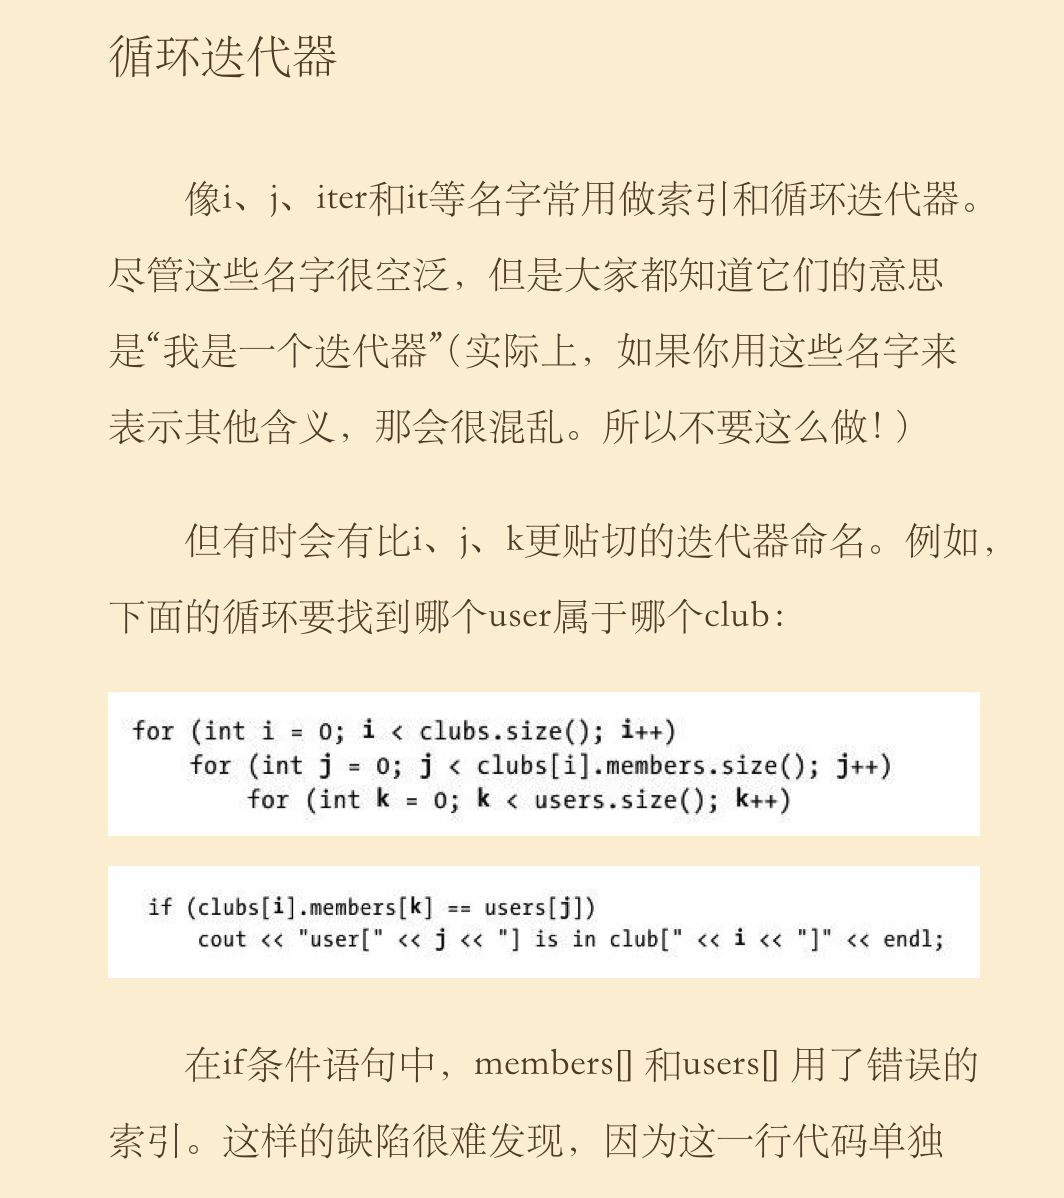 循环迭代器
像i、j、iter和it等名字常用做索引和循环迭代器。
尽管这些名字很空泛，但是大家都知道它们的意思
是“我是一个迭代器”（实际上，如果你用这些名字来
表示其他含义，那会很混乱。所以不要这么做！）
但有时会有比i、j、k更贴切的迭代器命名。例如，
下面的循环要找到哪个user属于哪个club：
for (int i = 0; i < clubs.size(); i++)
for (int j = 0; j < clubs[i].members.size(); j++)
for (int k = 0; k < users.size(); k++)
if (clubs[i].members[k] == users[j])
cout << "user[" << j << "] is in club[" << i << "]" << endl;
在if条件语句中，members[] 和users[] 用了错误的
索引。这样的缺陷很难发现，因为这一行代码单独